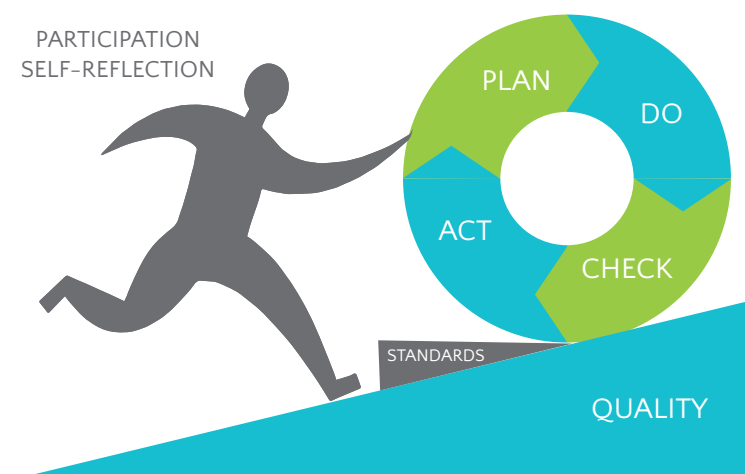 PARTICIPATION
SELF-REFLECTION
PLAN
DO
ACT
CHECK
STANDARDS
QUALITY